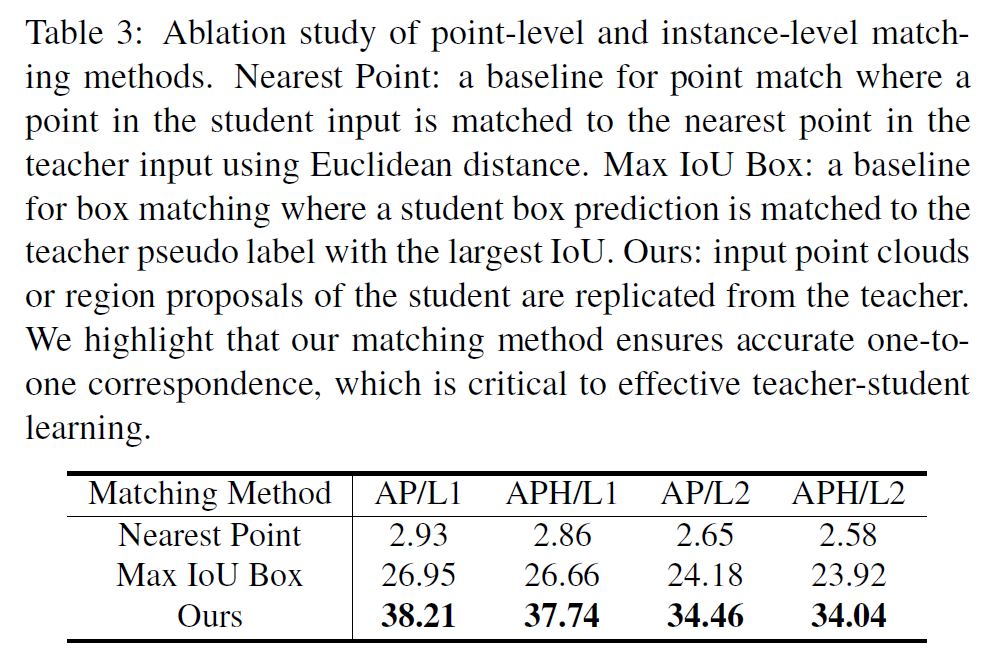 Table 3: Ablation study of point-level and instance-level match-
ing methods. Nearest Point: a baseline for point match where a
point in the student input is matched to the nearest point in the
teacher input using Euclidean distance. Max IoU Box: a baseline
for box matching where a student box prediction is matched to the
teacher pseudo label with the largest IoU. Ours: input point clouds
or region proposals of the student are replicated from the teacher.
We highlight that our matching method ensures accurate one-to-
one correspondence, which is critical to effective teacher-student
learning.
Matching Method AP/L1 APH/L1 AP/L2 APH/L2
Nearest Point 2.93 2.86 2.65 2.58
Max IoU Box 26.95 26.66 24.18 23.92
Ours 38.21 37.74 34.46 34.04